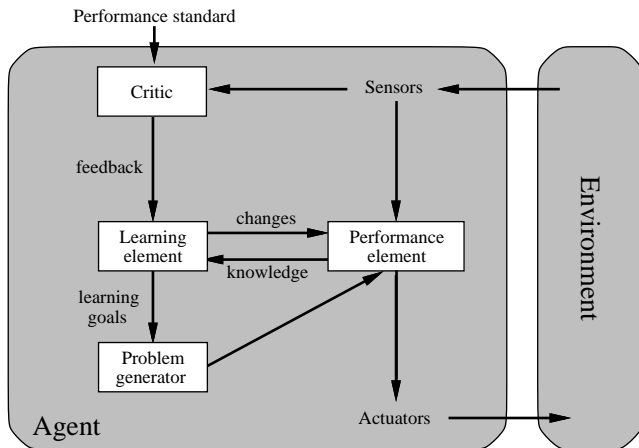 Performance standard
Critic
Sensors
feedback
changes
Learning
element
Performance
element
knowledge
learning
goals
Problem
generator
Agent
Actuators
Environment